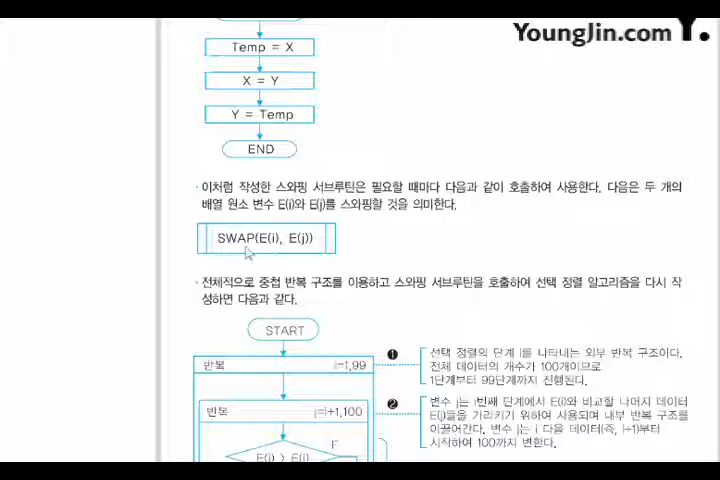 YoungJin.com Y.
Temp = X
X = Y
Y = Temp
END
· 이처럼 작성한 스와핑 서브루틴은 필요할 때마다 다음과 같이 호출하여 사용한다. 다음은 두 개의
배열 원소 변수 E(i)와 E(j)를 스와핑할 것을 의미한다.
SWAP(E(i), E(j))
· 전체적으로 중첩 반복 구조를 이용하고 스와핑 서브루틴을 호출하여 선택 정렬 알고리즘을 다시 작
성하면 다음과 같다.
START
반복 i=1,99
❶ 선택 정렬의 단계 i를 나타내는 외부 반복 구조이다.
전체 데이터의 개수가 100개이므로
1단계부터 99단계까지 진행된다.
반복 j=i+1,100
❷ 변수 j는 i번째 단계에서 E(i)와 비교할 나머지 데이터
E(j)들을 가리키기 위하여 사용되며 내부 반복 구조를
이끌어간다. 변수 j는 i 다음 데이터(즉, i+1)부터
시작하여 100까지 변한다.
F
E(i) > E(j)